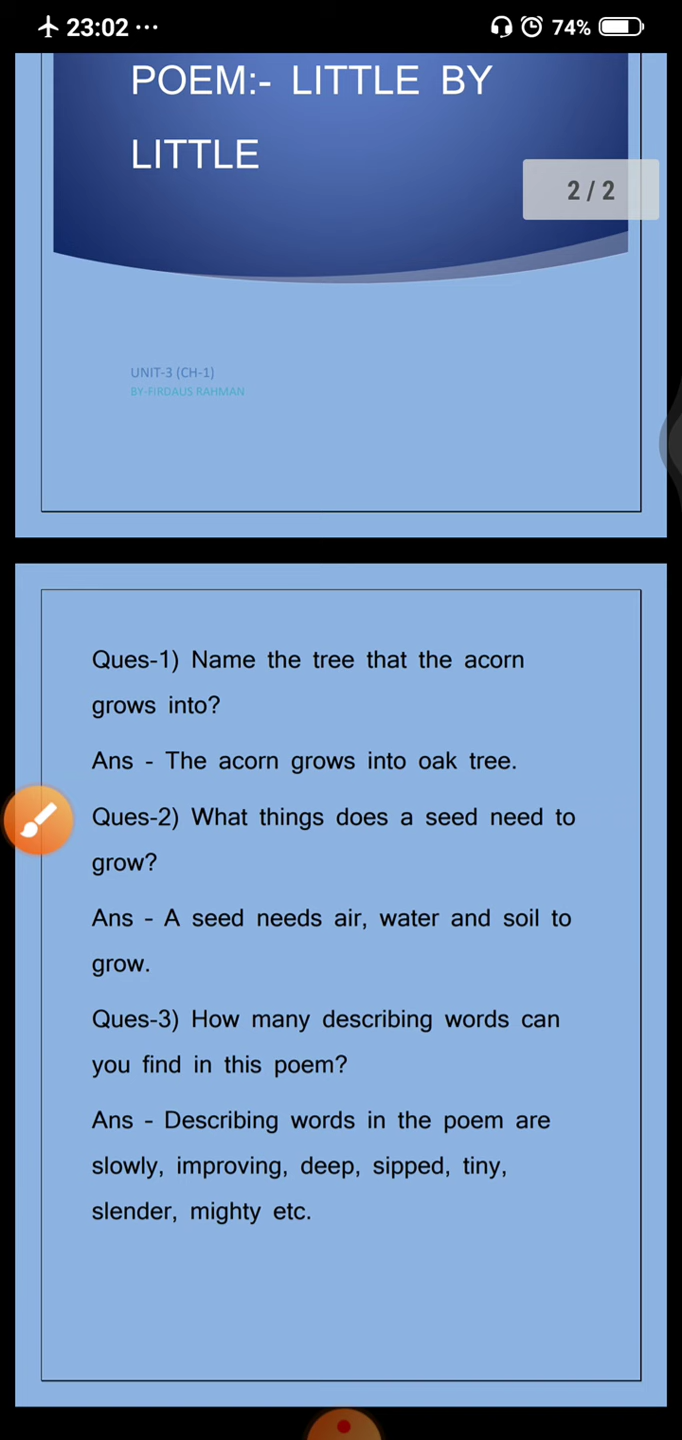 23:02 ...
74%
POEM:- LITTLE BY
LITTLE
2 / 2
UNIT-3 (CH-1)
BY-FIRDAUS RAHMAN
Ques-1) Name the tree that the acorn
grows into?
Ans - The acorn grows into oak tree.
Ques-2) What things does a seed need to
grow?
Ans - A seed needs air, water and soil to
grow.
Ques-3) How many describing words can
you find in this poem?
Ans - Describing words in the poem are
slowly, improving, deep, sipped, tiny,
slender, mighty etc.